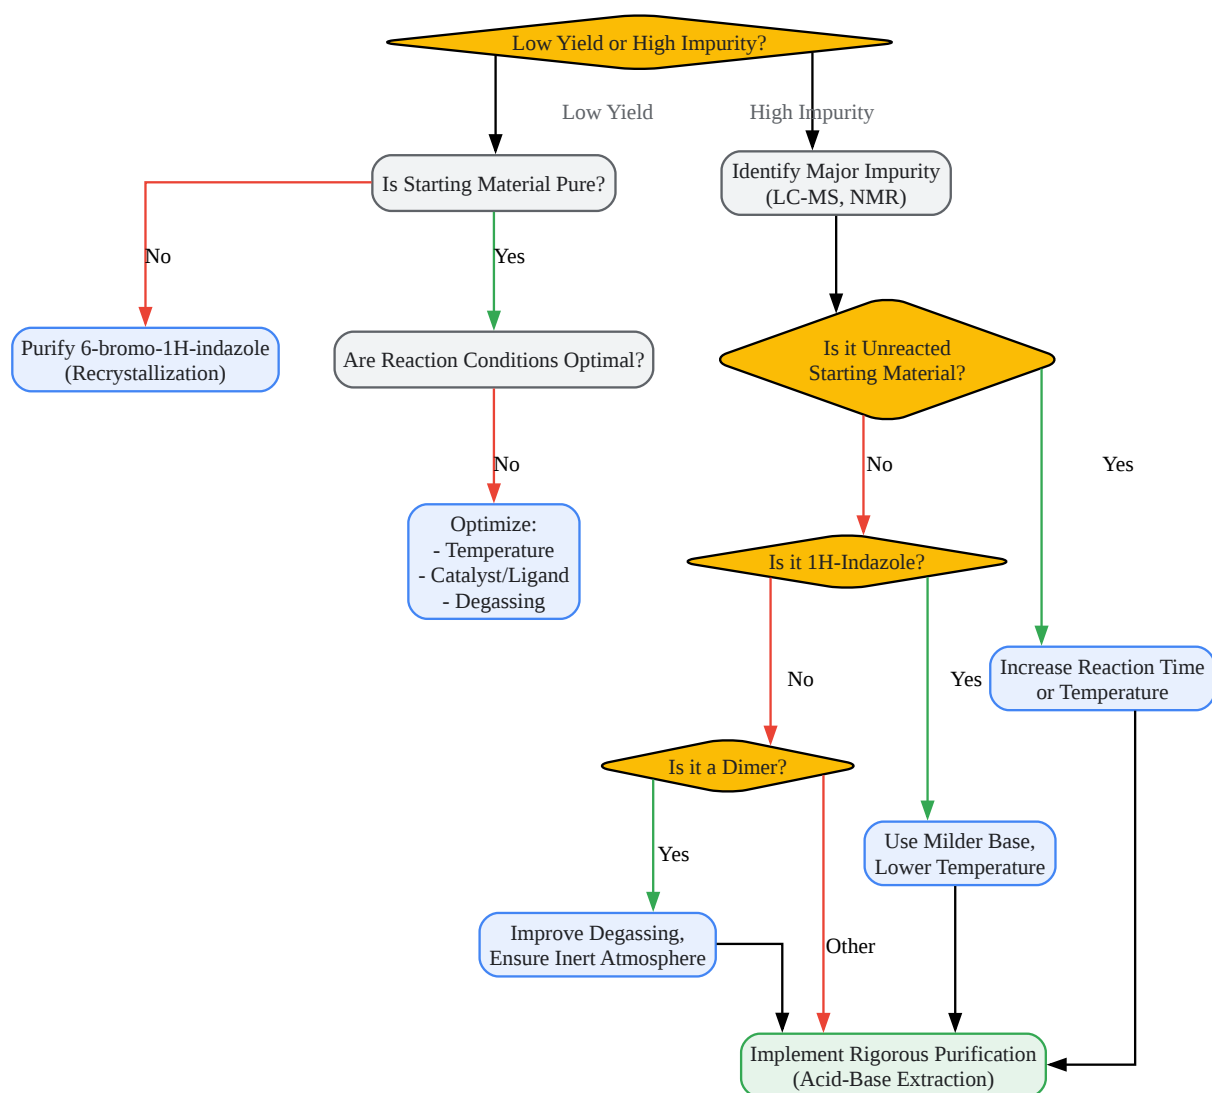 Low Yield or High Impurity?
Low Yield
High Impurity
Is Starting Material Pure?
Identify Major Impurity
(LC-MS, NMR)
No
Yes
Purify 6-bromo-1H-indazole
(Recrystallization)
Are Reaction Conditions Optimal?
Is it Unreacted
Starting Material?
No
No
Yes
Optimize:
- Temperature
- Catalyst/Ligand
- Degassing
Is it 1H-Indazole?
No
Yes
Increase Reaction Time
or Temperature
Is it a Dimer?
Yes
Use Milder Base,
Lower Temperature
Improve Degassing,
Ensure Inert Atmosphere
Other
Implement Rigorous Purification
(Acid-Base Extraction)